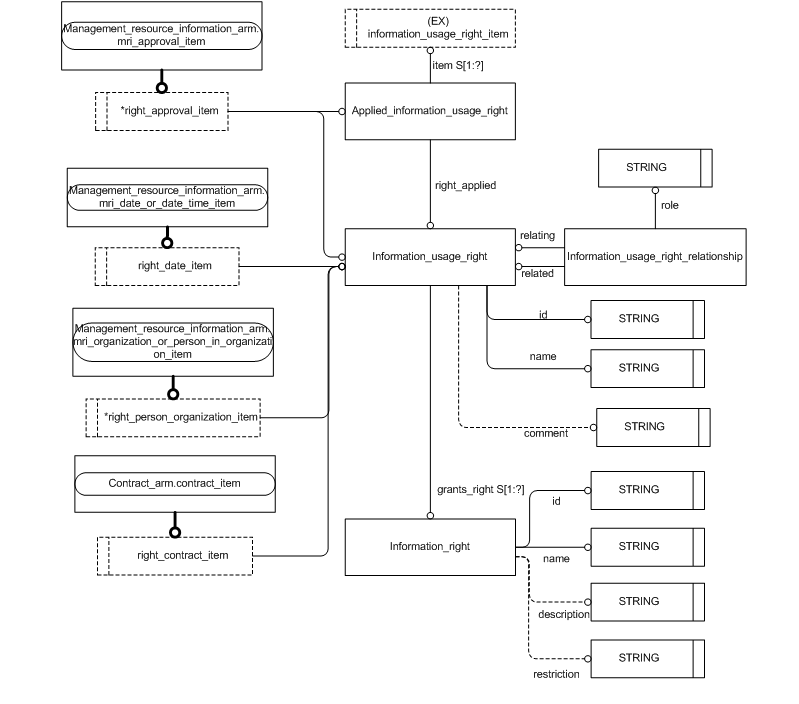 Management_resource_information_arm.
mri_approval_item
*right_approval_item
(EX)
information_usage_right_item
item S[1:?]
Applied_information_usage_right
right_applied
Management_resource_information_arm.
mri_date_or_date_time_item
right_date_item
STRING
role
Information_usage_right
relating
related
Information_usage_right_relationship
id
STRING
name
STRING
comment
STRING
Management_resource_information_arm.
mri_organization_or_person_in_organizati
on_item
*right_person_organization_item
Contract_arm.contract_item
right_contract_item
grants_right S[1:?]
Information_right
id
STRING
name
STRING
description
STRING
restriction
STRING